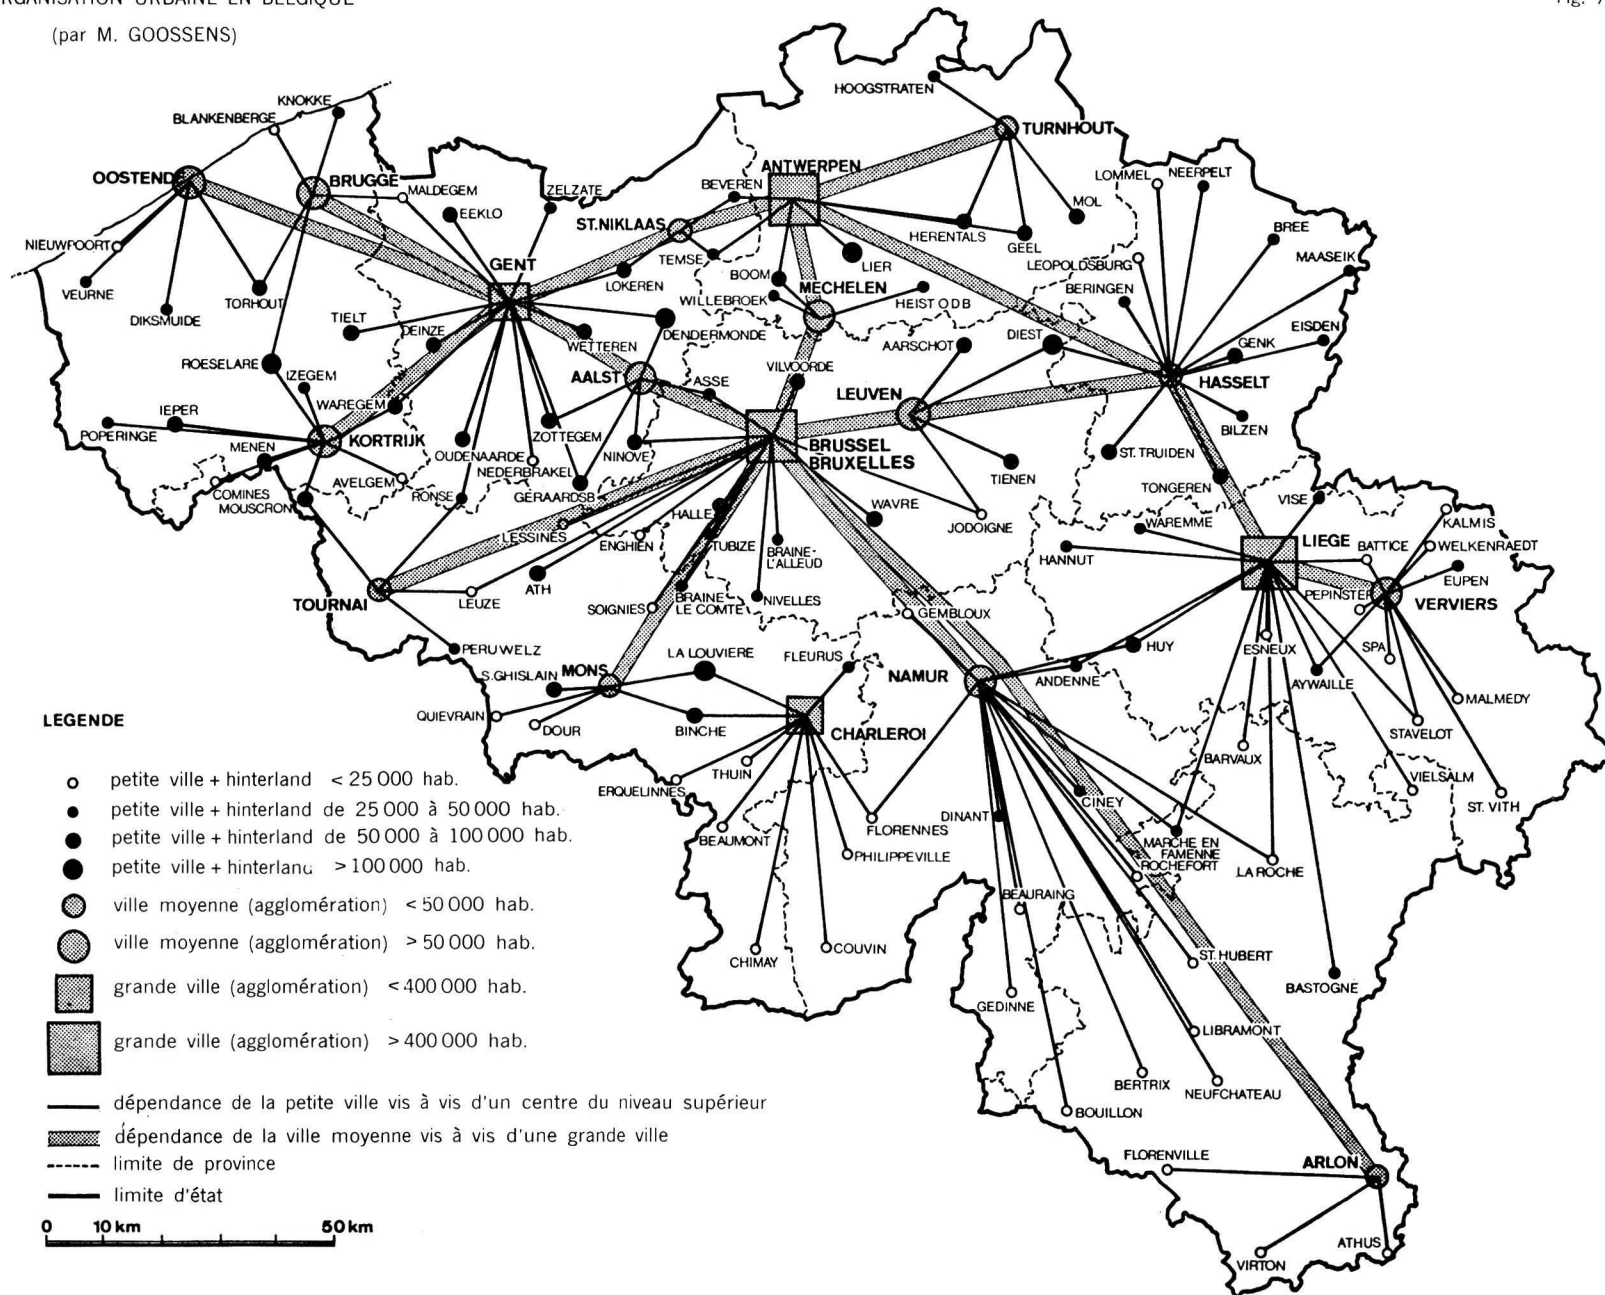 RGANISATION URBAINE EN BELGIQUE
(par M. GOOSSENS)
Fig. 7
HOOGSTRATEN
KNOKKE
BLANKENBERGE
TURNHOUT
OOSTENDE
BRUGGE
MALDEGEM
ZELZATE
BEVEREN
ANTWERPEN
LOMMEL
NEERPELT
EEKLO
ST.NIKLAAS
MOL
HERENTALS
GEEL
BREE
NIEUWPOORT
TEMSE
LIER
LEOPOLDSBURG
MAASEIK
GENT
LOKEREN
BOOM
MECHELEN
VEURNE
BERINGEN
WILLEBROEK
HEIST O D B
DIKSMUIDE
TORHOUT
TIELT
DEINZE
WETTEREN
DENDERMONDE
AARSCHOT
DIEST
GENK
EISDEN
ROESELARE
IZEGEM
AALST
ASSE
VILVOORDE
LEUVEN
HASSELT
WAREGEM
IEPER
POPERINGE
KORTRIJK
MENEN
OUDENAARDE
ZOTTEGEM
NINOVE
BRUSSEL
BRUXELLES
BILZEN
ST.TRUIDEN
NEDERBRAKEL
TIENEN
AVELGEM
COMINES
MOUSCRON
RONSE
GERAARDSB
TONGEREN
VISE
HALLE
WAVRE
JODOIGNE
WAREMME
KALMIS
LESSINES
ENGHIEN
TUBIZE
BRAINE-
L'ALLEUD
HANNUT
LIEGE
BATTICE
WELKENRAEDT
EUPEN
PEPINSTER
VERVIERS
TOURNAI
LEUZE
ATH
SOIGNIES
BRAINE
LE COMTE
NIVELLES
GEMBLOUX
PERUWELZ
LA LOUVIERE
FLEURUS
HUY
ESNEUX
SPA
S.GHISLAIN
MONS
NAMUR
ANDENNE
AYWAILLE
MALMEDY
QUIEVRAIN
DOUR
BINCHE
CHARLEROI
STAVELOT
BARVAUX
THUIN
ERQUELINNES
VIELSALM
ST. VITH
CINEY
DINANT
BEAUMONT
FLORENNES
PHILIPPEVILLE
MARCHE EN
FAMENNE
ROCHEFORT
LA ROCHE
BEAURAING
CHIMAY
COUVIN
ST. HUBERT
BASTOGNE
GEDINNE
LIBRAMONT
BERTRIX
NEUFCHATEAU
BOUILLON
FLORENVILLE
ARLON
ATHUS
VIRTON
LEGENDE
petite ville + hinterland < 25 000 hab.
petite ville + hinterland de 25 000 à 50 000 hab.
petite ville + hinterland de 50 000 à 100 000 hab.
petite ville + hinterland > 100 000 hab.
ville moyenne (agglomération) < 50 000 hab.
ville moyenne (agglomération) > 50 000 hab.
grande ville (agglomération) < 400 000 hab.
grande ville (agglomération) > 400 000 hab.
dépendance de la petite ville vis à vis d'un centre du niveau supérieur
dépendance de la ville moyenne vis à vis d'une grande ville
limite de province
limite d'état
0 10 km 50 km